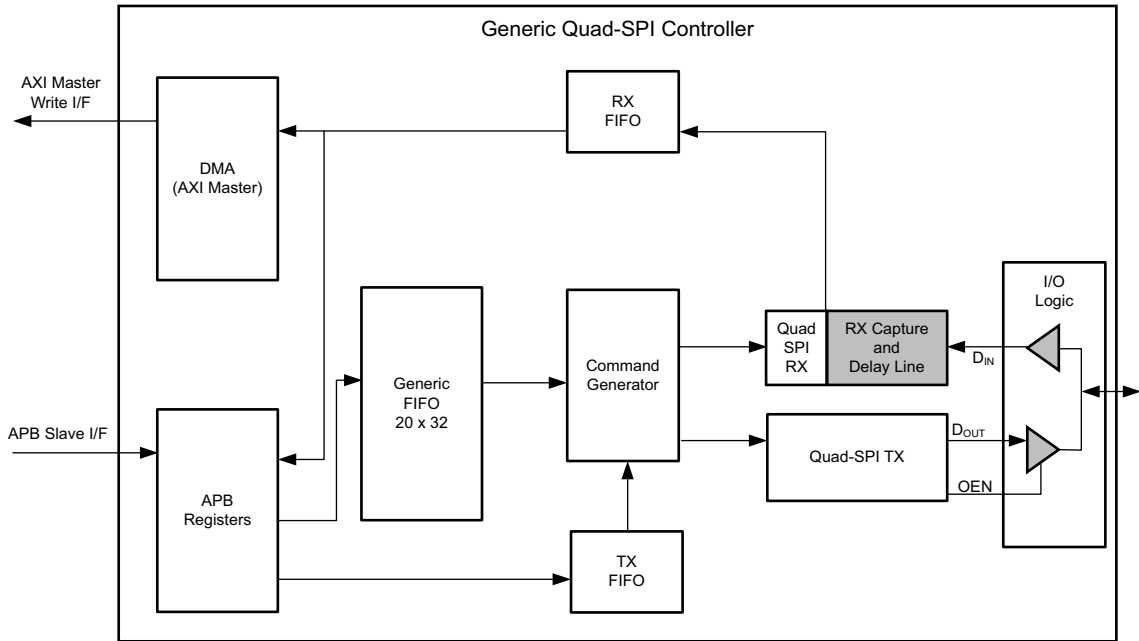 Generic Quad-SPI Controller
AXI Master
Write I/F
DMA
(AXI Master)
RX
FIFO
APB Slave I/F
APB
Registers
Generic
FIFO
20 x 32
Command
Generator
TX
FIFO
Quad
SPI
RX
RX Capture
and
Delay Line
Quad-SPI TX
DIN
DOUT
OEN
I/O
Logic